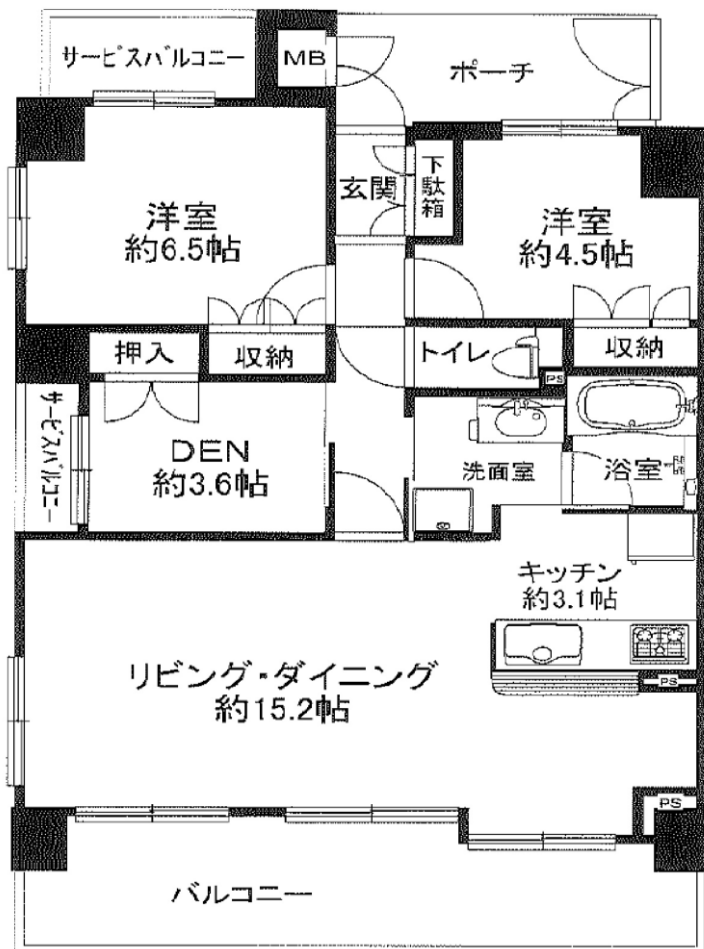 サービスバルコニー
MB
ポーチ
玄関
下駄箱
洋室
約6.5帖
洋室
約4.5帖
押入
収納
トイレ
収納
PS
サービスバルコニー
DEN
約3.6帖
洗面室
浴室
キッチン
約3.1帖
リビング・ダイニング
約15.2帖
PS
PS
バルコニー